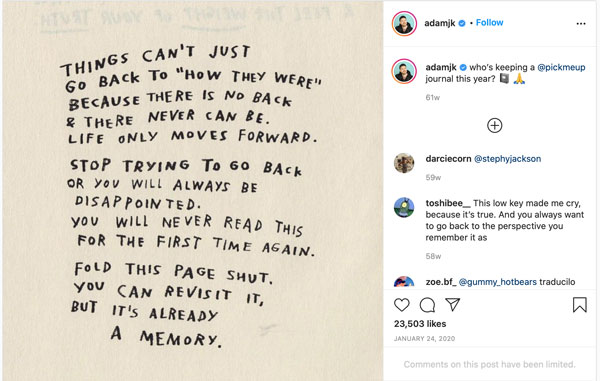 & FEEL THE WEIGHT OF YOUR TRUTH.
THINGS CAN'T JUST
GO BACK TO "HOW THEY WERE"
BECAUSE THERE IS NO BACK
& THERE NEVER CAN BE.
LIFE ONLY MOVES FORWARD.
STOP TRYING TO GO BACK
OR YOU WILL ALWAYS BE
DISAPPOINTED.
YOU WILL NEVER READ THIS
FOR THE FIRST TIME AGAIN.
FOLD THIS PAGE SHUT.
YOU CAN REVISIT IT,
BUT IT'S ALREADY
A MEMORY.
adamjk • Follow
adamjk who's keeping a @pickmeup
journal this year? 📓 🙏
61w
darciecorn @stephyjackson
59w
toshibee__ This low key made me cry,
because it's true. And you always want
to go back to the perspective you
remember it as
58w
zoe.bf_ @gummy_hotbears traducilo
23,503 likes
JANUARY 24, 2020
Comments on this post have been limited.